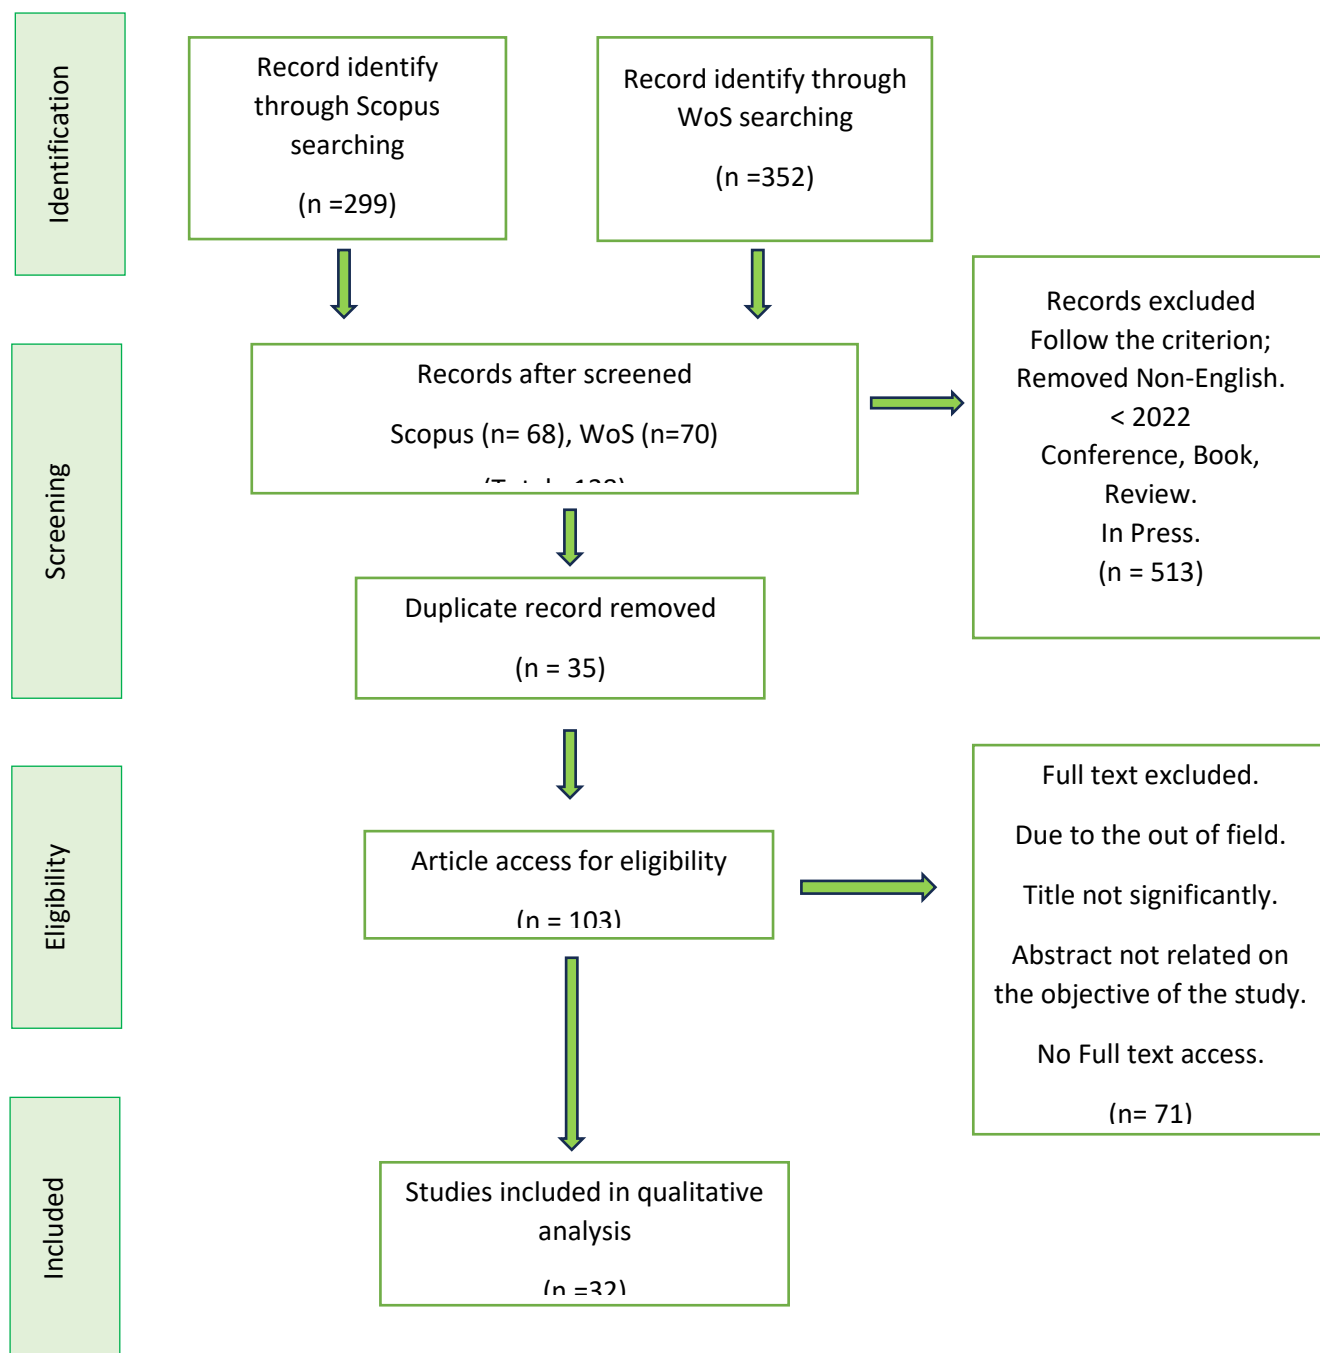 Identification
Record identify
through Scopus
searching
(n =299)
Record identify through
WoS searching
(n =352)
Screening
Records after screened
Scopus (n= 68), WoS (n=70)
Records excluded
Follow the criterion;
Removed Non-English.
< 2022
Conference, Book,
Review.
In Press.
(n = 513)
Duplicate record removed
(n = 35)
Eligibility
Article access for eligibility
(n = 103)
Full text excluded.
Due to the out of field.
Title not significantly.
Abstract not related on
the objective of the study.
No Full text access.
(n= 71)
Included
Studies included in qualitative
analysis
(n =32)